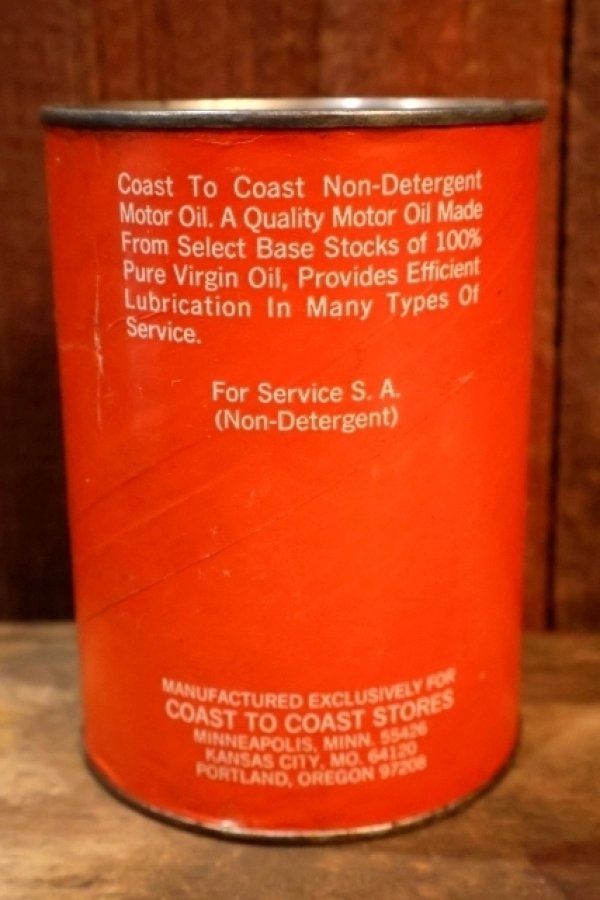 Coast To Coast Non-Detergent
Motor Oil. A Quality Motor Oil Made
From Select Base Stocks of 100%
Pure Virgin Oil, Provides Efficient
Lubrication In Many Types Of
Service.
For Service S. A.
(Non-Detergent)
MANUFACTURED EXCLUSIVELY FOR
COAST TO COAST STORES
MINNEAPOLIS, MINN. 55426
KANSAS CITY, MO. 64120
PORTLAND, OREGON 97208